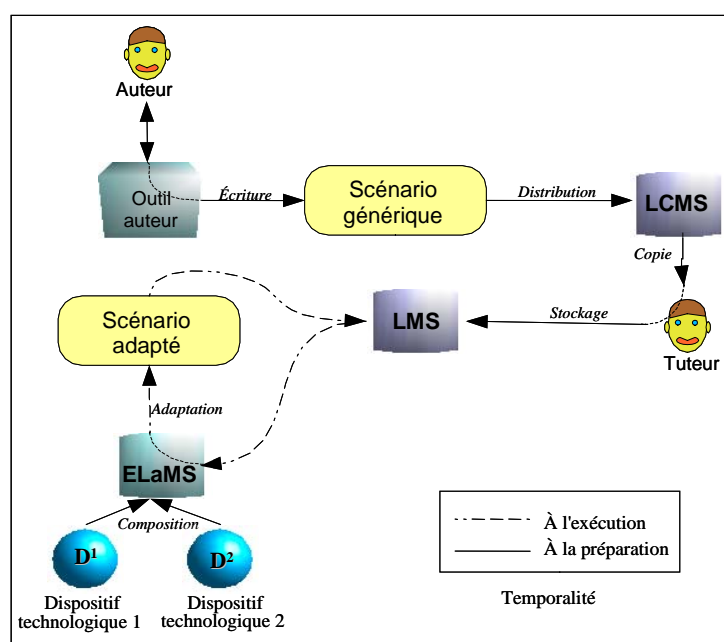 Auteur
Outil
auteur
Écriture
Scénario
générique
Distribution
LCMS
Copie
Tuteur
Stockage
LMS
Scénario
adapté
Adaptation
ELaMS
Composition
D1
D2
Dispositif
technologique 1
Dispositif
technologique 2
À l'exécution
À la préparation
Temporalité